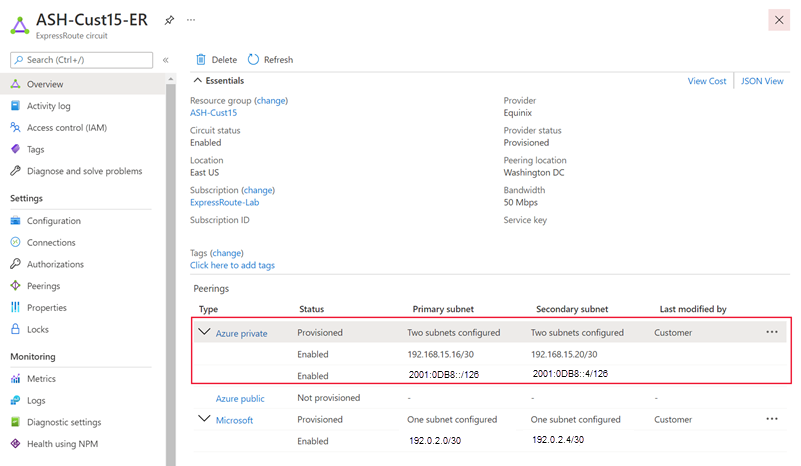 ASH-Cust15-ER
ExpressRoute circuit
Search (Ctrl+/)
Overview
Activity log
Access control (IAM)
Tags
Diagnose and solve problems
Settings
Configuration
Connections
Authorizations
Peerings
Properties
Locks
Monitoring
Metrics
Logs
Diagnostic settings
Health using NPM
Delete Refresh
Essentials View Cost JSON View
Resource group (change)
ASH-Cust15
Circuit status
Enabled
Location
East US
Subscription (change)
ExpressRoute-Lab
Subscription ID
Provider
Equinix
Provider status
Provisioned
Peering location
Washington DC
Bandwidth
50 Mbps
Service key
Tags (change)
Click here to add tags
Peerings
Type Status Primary subnet Secondary subnet Last modified by
Azure private Provisioned Two subnets configured Two subnets configured Customer
Enabled 192.168.15.16/30 192.168.15.20/30
Enabled 2001:0DB8::/126 2001:0DB8::4/126
Azure public Not provisioned - - -
Microsoft Provisioned One subnet configured One subnet configured Customer
Enabled 192.0.2.0/30 192.0.2.4/30